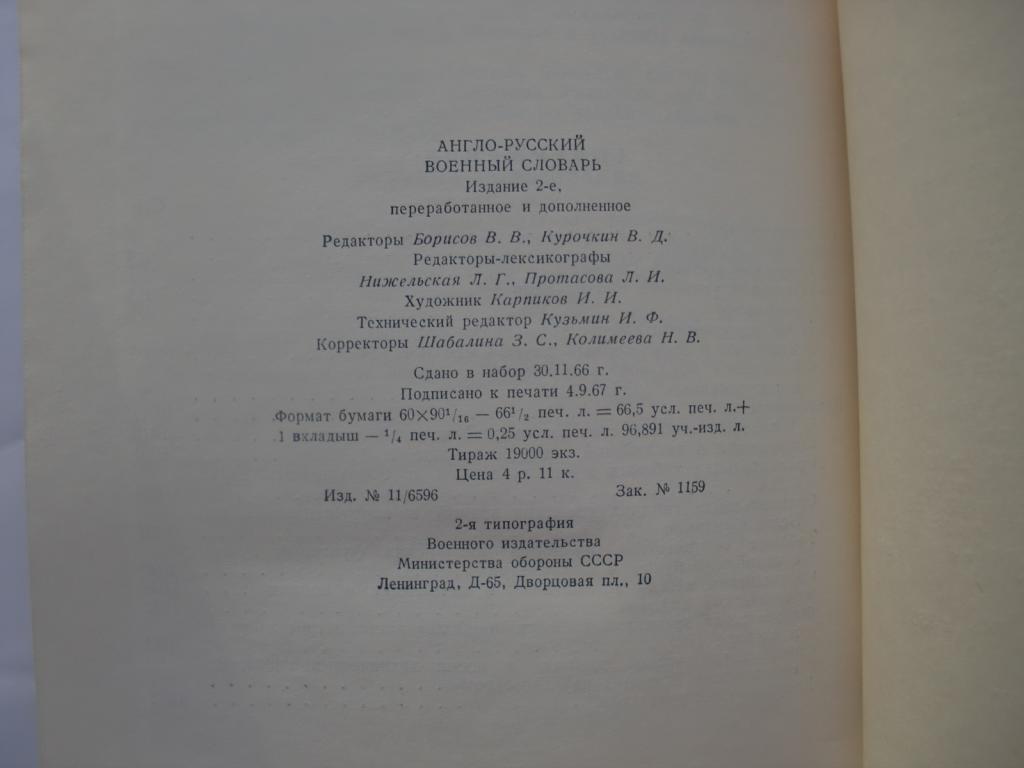 АНГЛО-РУССКИЙ
ВОЕННЫЙ СЛОВАРЬ
Издание 2-е,
переработанное и дополненное
Редакторы Борисов В. В., Курочкин В. Д.
Редакторы-лексикографы
Нижельская Л. Г., Протасова Л. И.
Художник Карпиков И. И.
Технический редактор Кузьмин И. Ф.
Корректоры Шабалина З. С., Колимеева Н. В.
Сдано в набор 30.11.66 г.
Подписано к печати 4.9.67 г.
Формат бумаги 60×90¹/₁₆ — 66¹/₂ печ. л. = 66,5 усл. печ. л.+
1 вкладыш — ¹/₄ печ. л. = 0,25 усл. печ. л. 96,891 уч.-изд. л.
Тираж 19000 экз.
Цена 4 р. 11 к.
Изд. № 11/6596 Зак. № 1159
2-я типография
Военного издательства
Министерства обороны СССР
Ленинград, Д-65, Дворцовая пл., 10